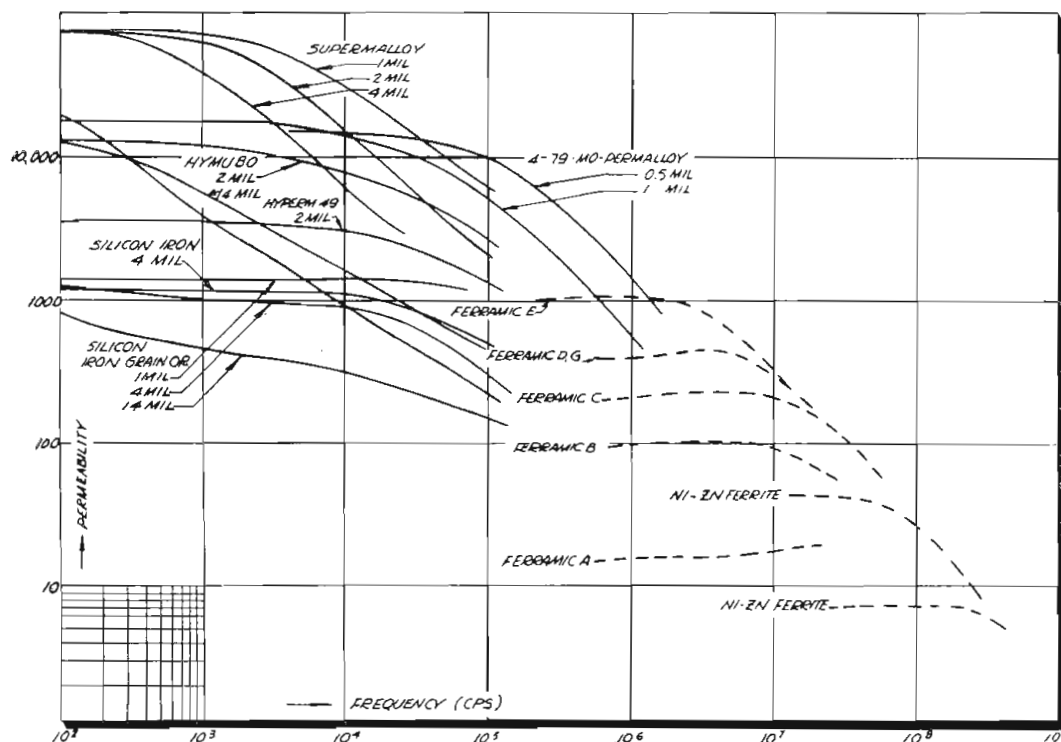 SUPERMALLOY
1 MIL
2 MIL
4 MIL
10,000
4-79 MO-PERMALLOY
0.5 MIL
1 MIL
HYMU80
2 MIL
14 MIL
HYPERM 49
2 MIL
SILICON IRON
4 MIL
1000
FERRAMIC E
SILICON
IRON GRAIN OR.
1 MIL
4 MIL
14 MIL
FERRAMIC D,G
FERRAMIC C
100
FERRAMIC B
PERMEABILITY
NI-ZN FERRITE
FERRAMIC A
10
NI-ZN FERRITE
FREQUENCY (CPS)
10² 10³ 10⁴ 10⁵ 10⁶ 10⁷ 10⁸